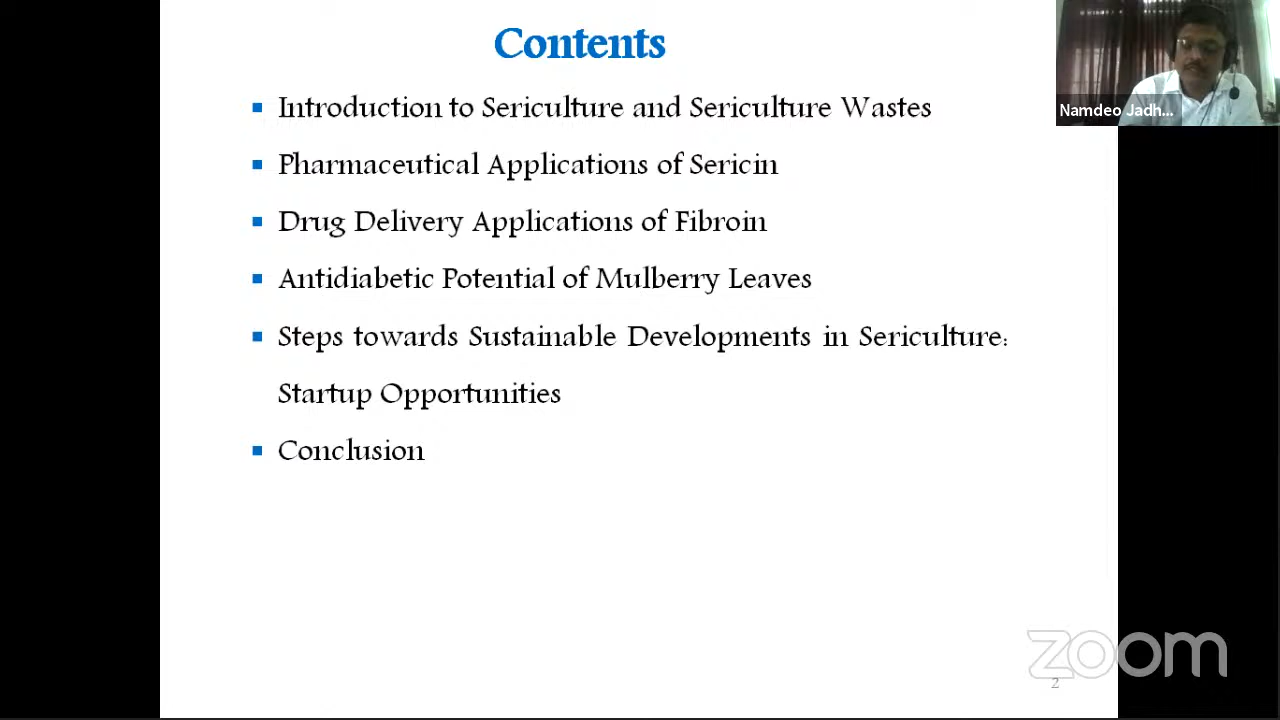 Contents
Introduction to Sericulture and Sericulture Wastes
Pharmaceutical Applications of Sericin
Drug Delivery Applications of Fibroin
Antidiabetic Potential of Mulberry Leaves
Steps towards Sustainable Developments in Sericulture:
Startup Opportunities
Conclusion
Namdeo Jadh...
zoom
2